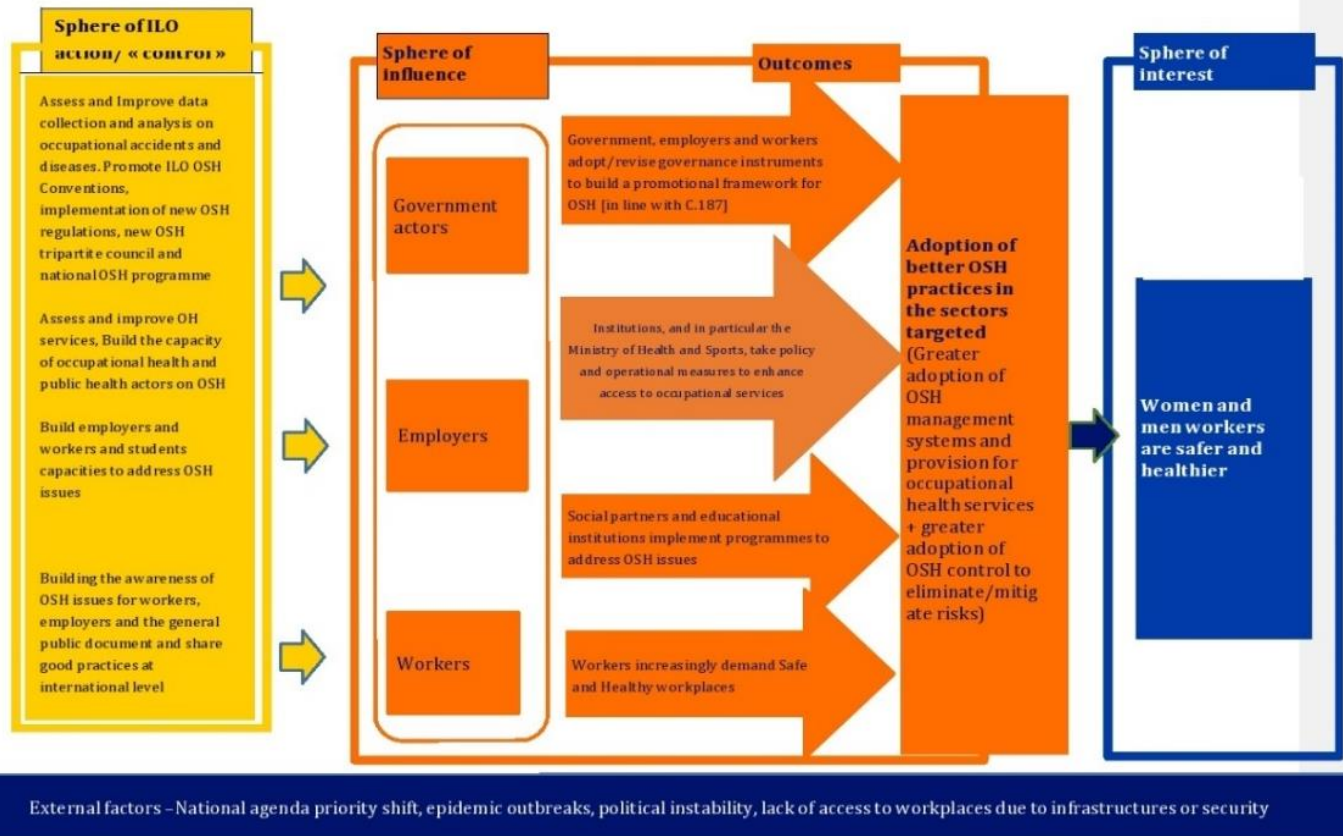 Sphere of ILO
action/ « control »
Assess and Improve data
collection and analysis on
occupational accidents and
diseases. Promote ILO OSH
Conventions,
implementation of new OSH
regulations, new OSH
tripartite council and
national OSH programme
Assess and improve OH
services, Build the capacity
of occupational health and
public health actors on OSH
Build employers and
workers and students
capacities to address OSH
issues
Building the awareness of
OSH issues for workers,
employers and the general
public document and share
good practices at
international level
Sphere of
influence
Government
actors
Employers
Workers
Outcomes
Government, employers and workers
adopt/revise governance instruments
to build a promotional framework for
OSH [in line with C.187]
Institutions, and in particular the
Ministry of Health and Sports, take policy
and operational measures to enhance
access to occupational services
Social partners and educational
institutions implement programmes to
address OSH issues
Workers increasingly demand Safe
and Healthy workplaces
Adoption of
better OSH
practices in
the sectors
targeted
(Greater
adoption of
OSH
management
systems and
provision for
occupational
health services
+ greater
adoption of
OSH control to
eliminate/mitig
ate risks)
Sphere of
interest
Women and
men workers
are safer and
healthier
External factors – National agenda priority shift, epidemic outbreaks, political instability, lack of access to workplaces due to infrastructures or security